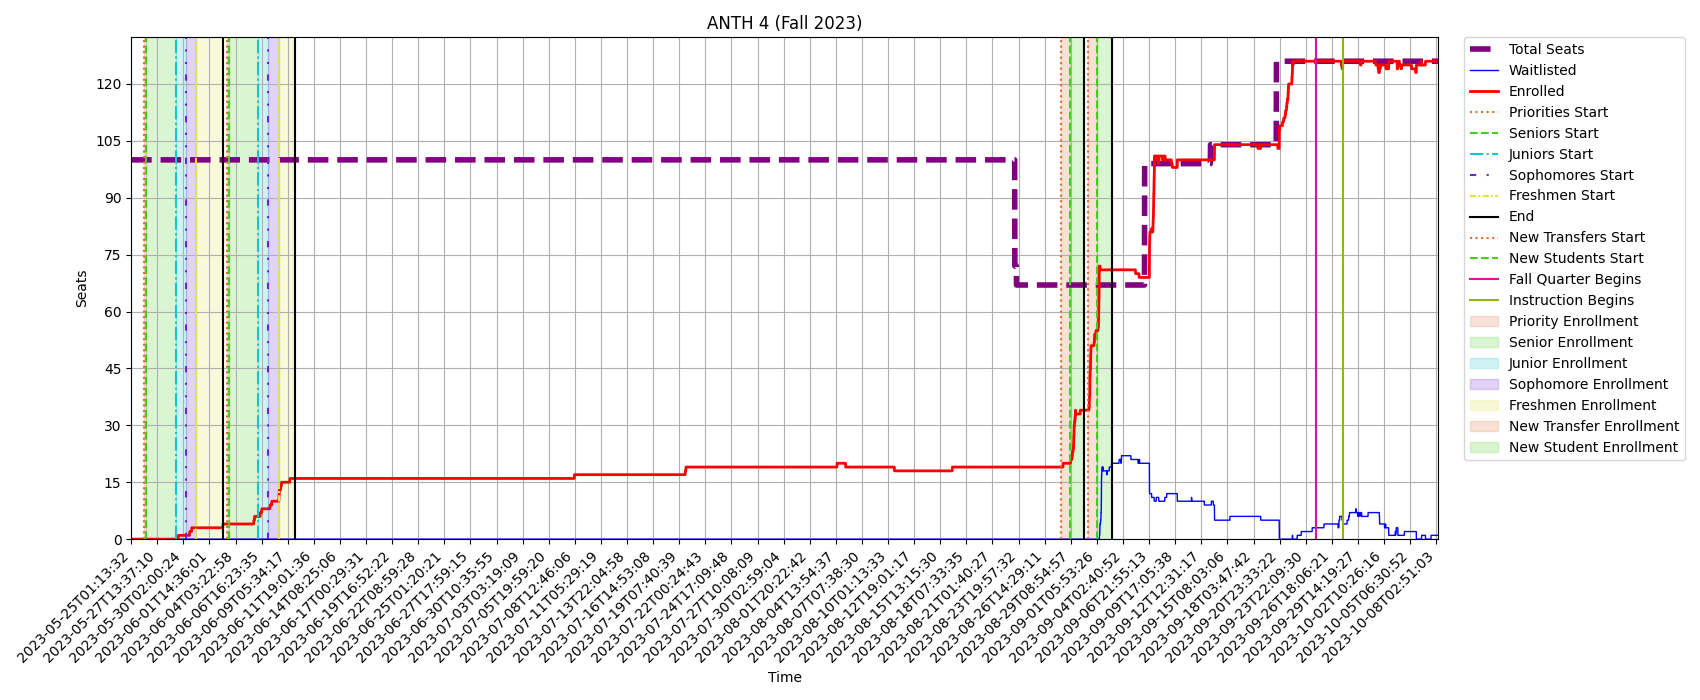 ANTH 4 (Fall 2023)
Seats
120
105
90
75
60
45
30
15
0
2023-05-25T01:13:32
2023-05-27T13:37:10
2023-05-30T02:00:24
2023-06-01T14:36:01
2023-06-04T03:22:58
2023-06-06T16:23:35
2023-06-09T05:34:17
2023-06-11T19:01:36
2023-06-14T08:25:06
2023-06-17T00:29:31
2023-06-19T16:52:22
2023-06-22T08:59:28
2023-06-25T01:20:21
2023-06-27T17:59:15
2023-06-30T10:35:55
2023-07-03T03:19:09
2023-07-05T19:59:20
2023-07-08T12:46:06
2023-07-11T05:29:19
2023-07-13T22:04:58
2023-07-16T14:53:08
2023-07-19T07:40:39
2023-07-22T00:24:43
2023-07-24T17:09:48
2023-07-27T10:08:09
2023-07-30T02:59:04
2023-08-01T20:22:42
2023-08-04T13:54:37
2023-08-07T07:38:30
2023-08-10T01:13:33
2023-08-12T19:01:17
2023-08-15T13:15:30
2023-08-18T07:33:35
2023-08-21T01:40:27
2023-08-23T19:57:32
2023-08-26T14:29:11
2023-08-29T08:54:57
2023-09-01T05:53:26
2023-09-04T02:40:52
2023-09-06T21:55:13
2023-09-09T17:05:38
2023-09-12T12:31:17
2023-09-15T08:03:06
2023-09-18T03:47:42
2023-09-20T23:33:22
2023-09-23T22:09:30
2023-09-26T18:06:21
2023-09-29T14:19:27
2023-10-02T10:26:16
2023-10-05T06:30:52
2023-10-08T02:51:03
Time
Total Seats
Waitlisted
Enrolled
Priorities Start
Seniors Start
Juniors Start
Sophomores Start
Freshmen Start
End
New Transfers Start
New Students Start
Fall Quarter Begins
Instruction Begins
Priority Enrollment
Senior Enrollment
Junior Enrollment
Sophomore Enrollment
Freshmen Enrollment
New Transfer Enrollment
New Student Enrollment